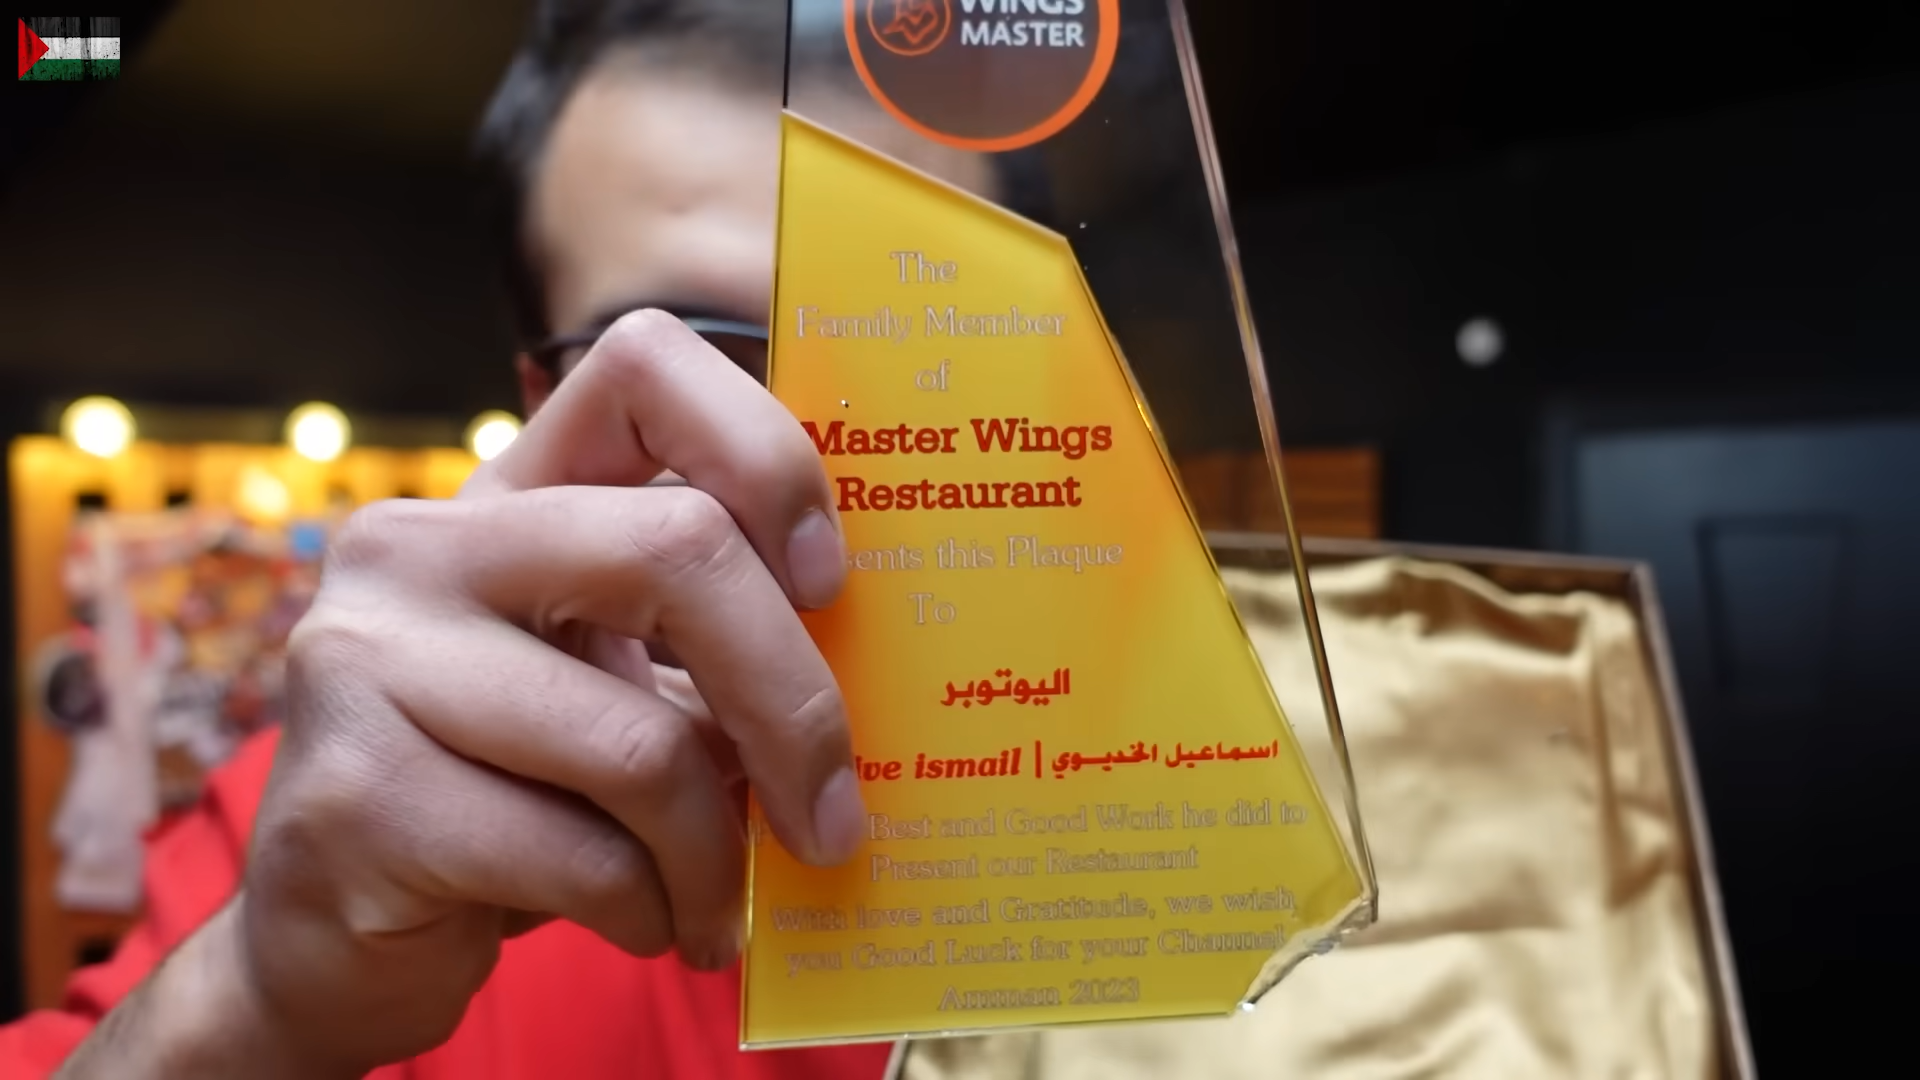 WINGS
MASTER
The
Family Member
of
Master Wings
Restaurant
this Plaque
To
اليوتوبر
ismail | اسماعيل الخديوي
Best and Good Work he did to
Present our Restaurant
With love and Gratitude, we wish
you Good Luck for your Channel
Amman 2023